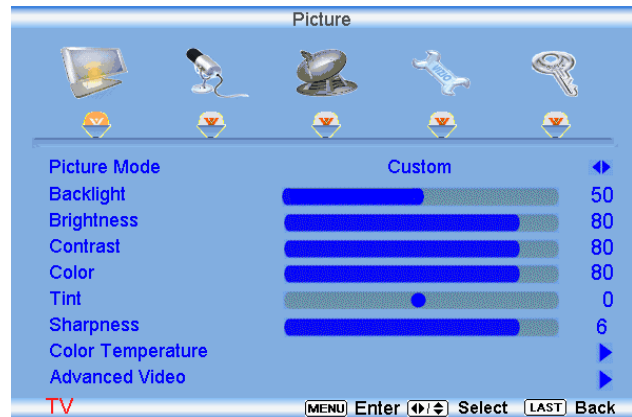 Picture
VIZIO
Picture Mode Custom
Backlight 50
Brightness 80
Contrast 80
Color 80
Tint 0
Sharpness 6
Color Temperature
Advanced Video
TV MENU Enter Select LAST Back